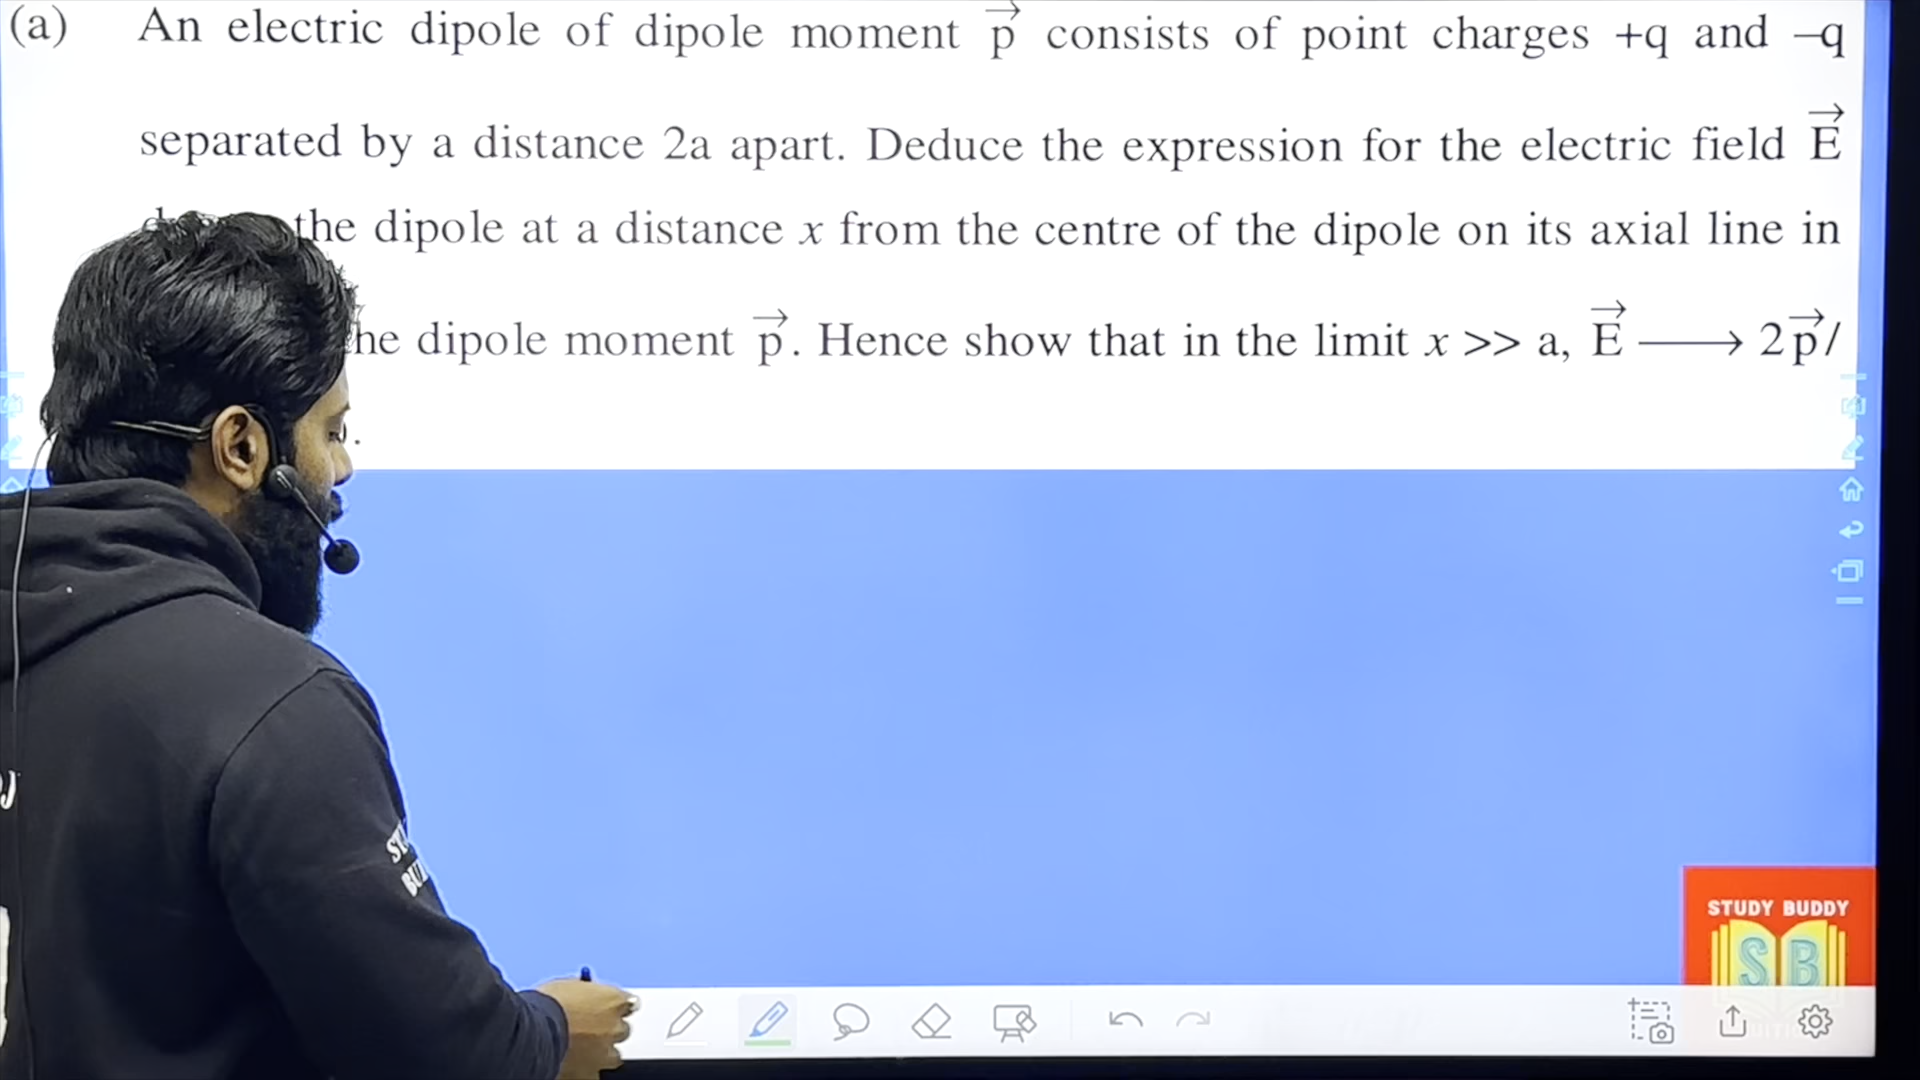 (a) An electric dipole of dipole moment p⃗ consists of point charges +q and –q
separated by a distance 2a apart. Deduce the expression for the electric field E⃗
the dipole at a distance x from the centre of the dipole on its axial line in
he dipole moment p⃗. Hence show that in the limit x >> a, E⃗ ⟶ 2p⃗/
.
STUDY BUDDY
SB